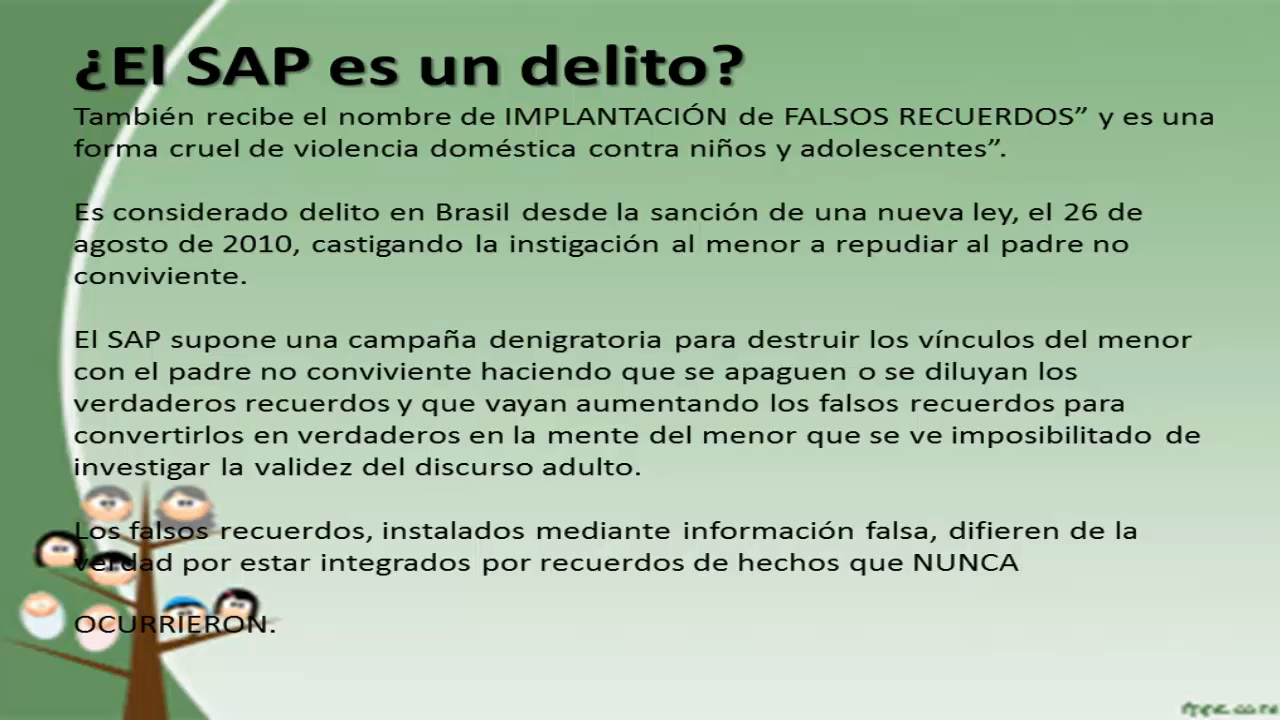 ¿El SAP es un delito?
También recibe el nombre de IMPLANTACIÓN de FALSOS RECUERDOS” y es una
forma cruel de violencia doméstica contra niños y adolescentes”.
Es considerado delito en Brasil desde la sanción de una nueva ley, el 26 de
agosto de 2010, castigando la instigación al menor a repudiar al padre no
conviviente.
El SAP supone una campaña denigratoria para destruir los vínculos del menor
con el padre no conviviente haciendo que se apaguen o se diluyan los
verdaderos recuerdos y que vayan aumentando los falsos recuerdos para
convertirlos en verdaderos en la mente del menor que se ve imposibilitado de
investigar la validez del discurso adulto.
Los falsos recuerdos, instalados mediante información falsa, difieren de la
verdad por estar integrados por recuerdos de hechos que NUNCA
OCURRIERON.